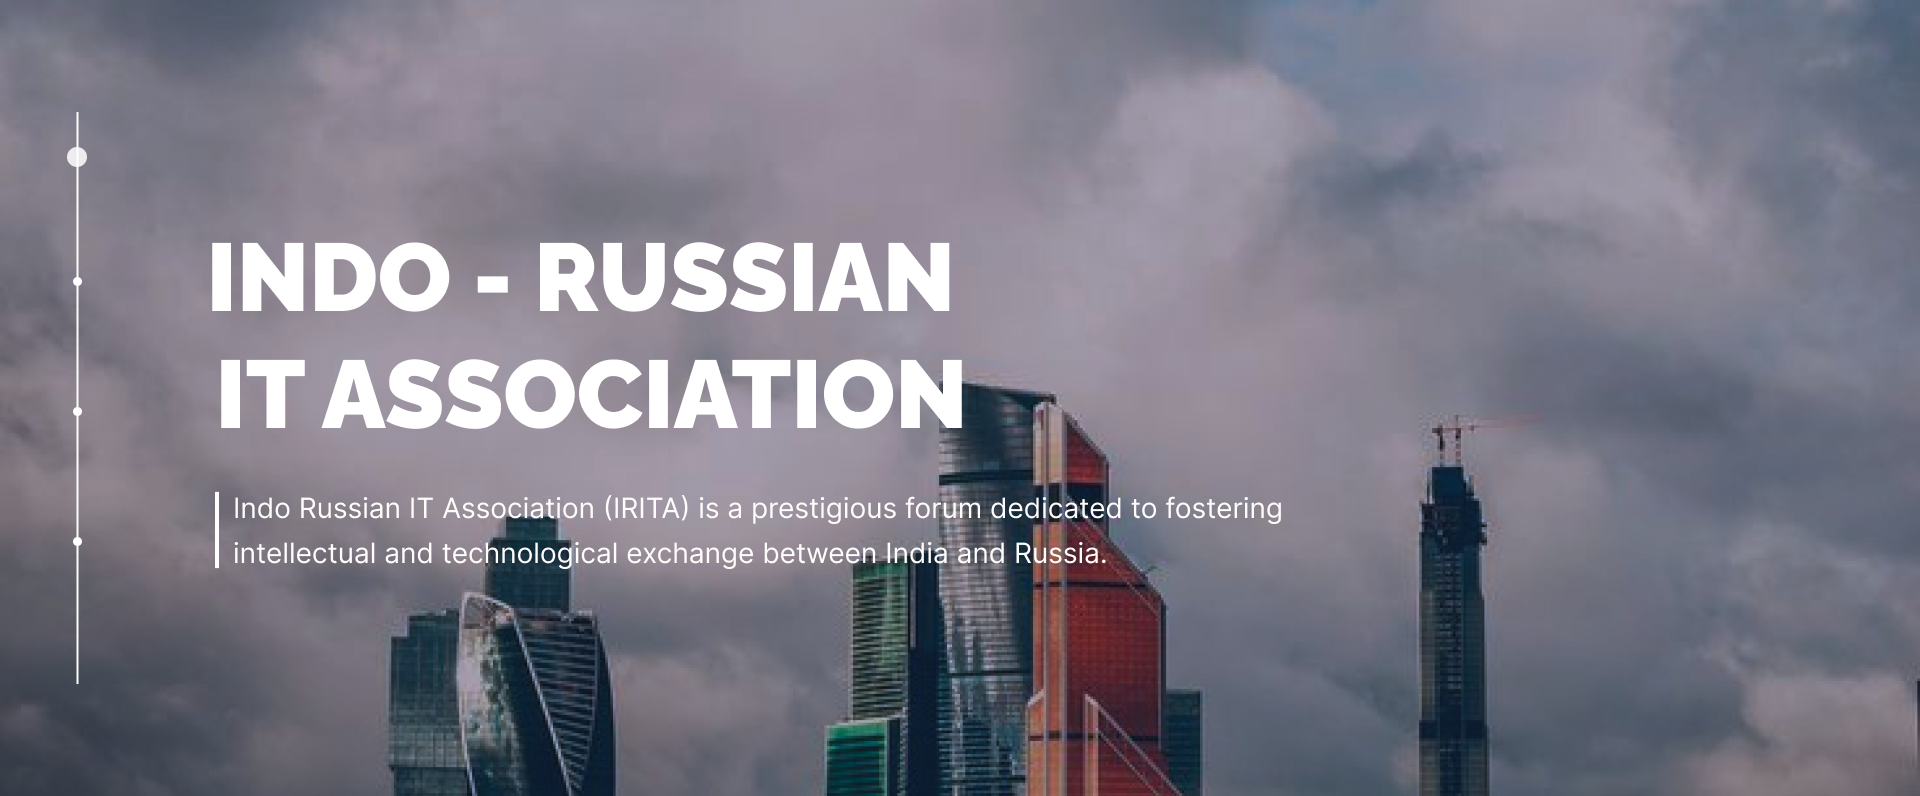 INDO - RUSSIAN
IT ASSOCIATION
Indo Russian IT Association (IRITA) is a prestigious forum dedicated to fostering
intellectual and technological exchange between India and Russia.